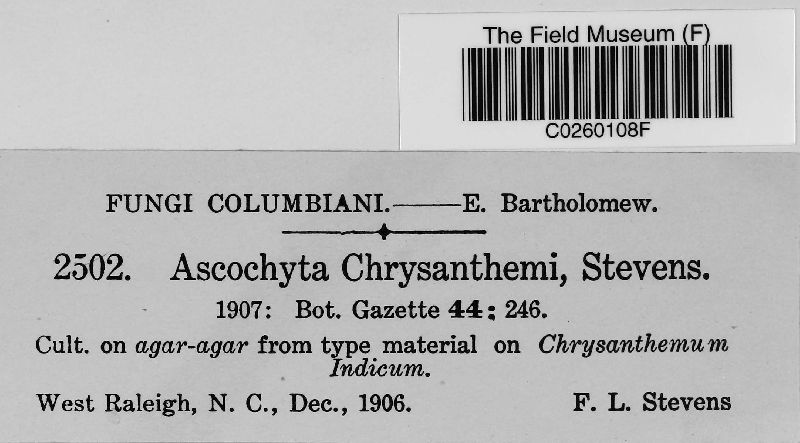 The Field Museum (F)
C0260108F
FUNGI COLUMBIANI.——E. Bartholomew.
2502. Ascochyta Chrysanthemi, Stevens.
1907: Bot. Gazette 44: 246.
Cult. on agar-agar from type material on Chrysanthemum
Indicum.
West Raleigh, N. C., Dec., 1906. F. L. Stevens